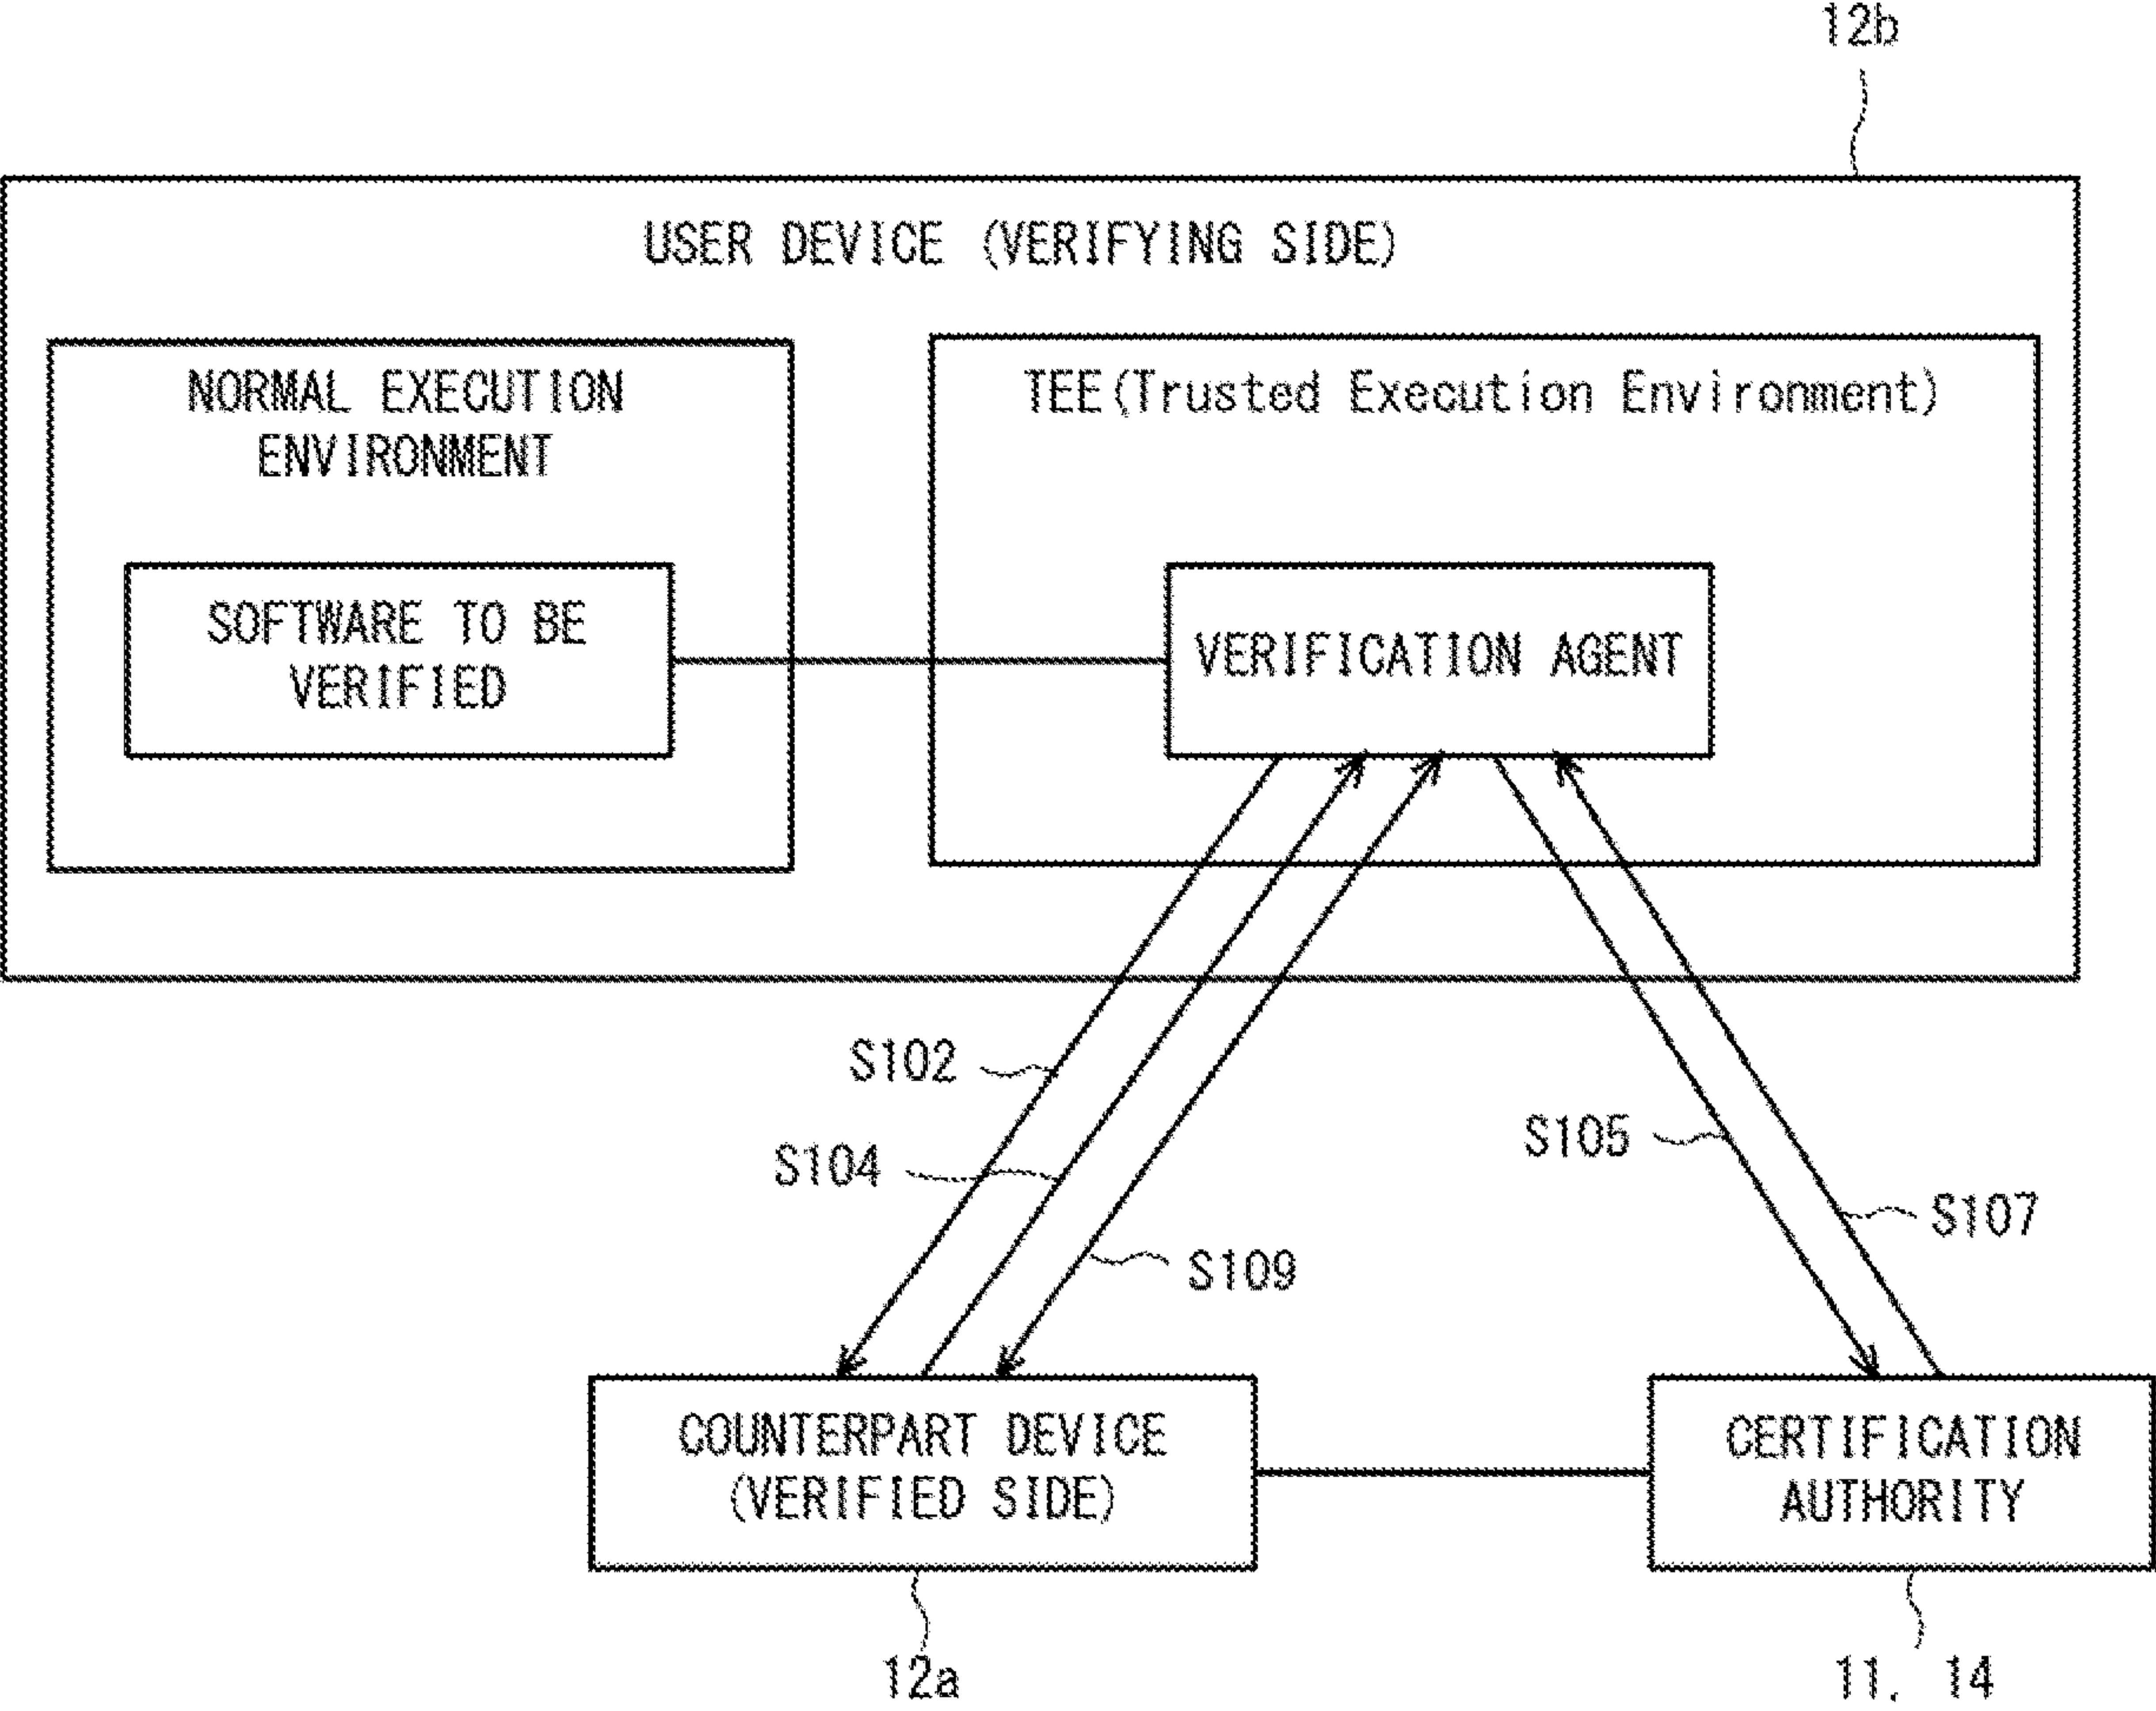 12b
USER DEVICE (VERIFYING SIDE)
NORMAL EXECUTION
ENVIRONMENT
TEE(Trusted Execution Environment)
SOFTWARE TO BE
VERIFIED
VERIFICATION AGENT
S102
S104
S109
S105
S107
COUNTERPART DEVICE
(VERIFIED SIDE)
CERTIFICATION
AUTHORITY
12a
11, 14